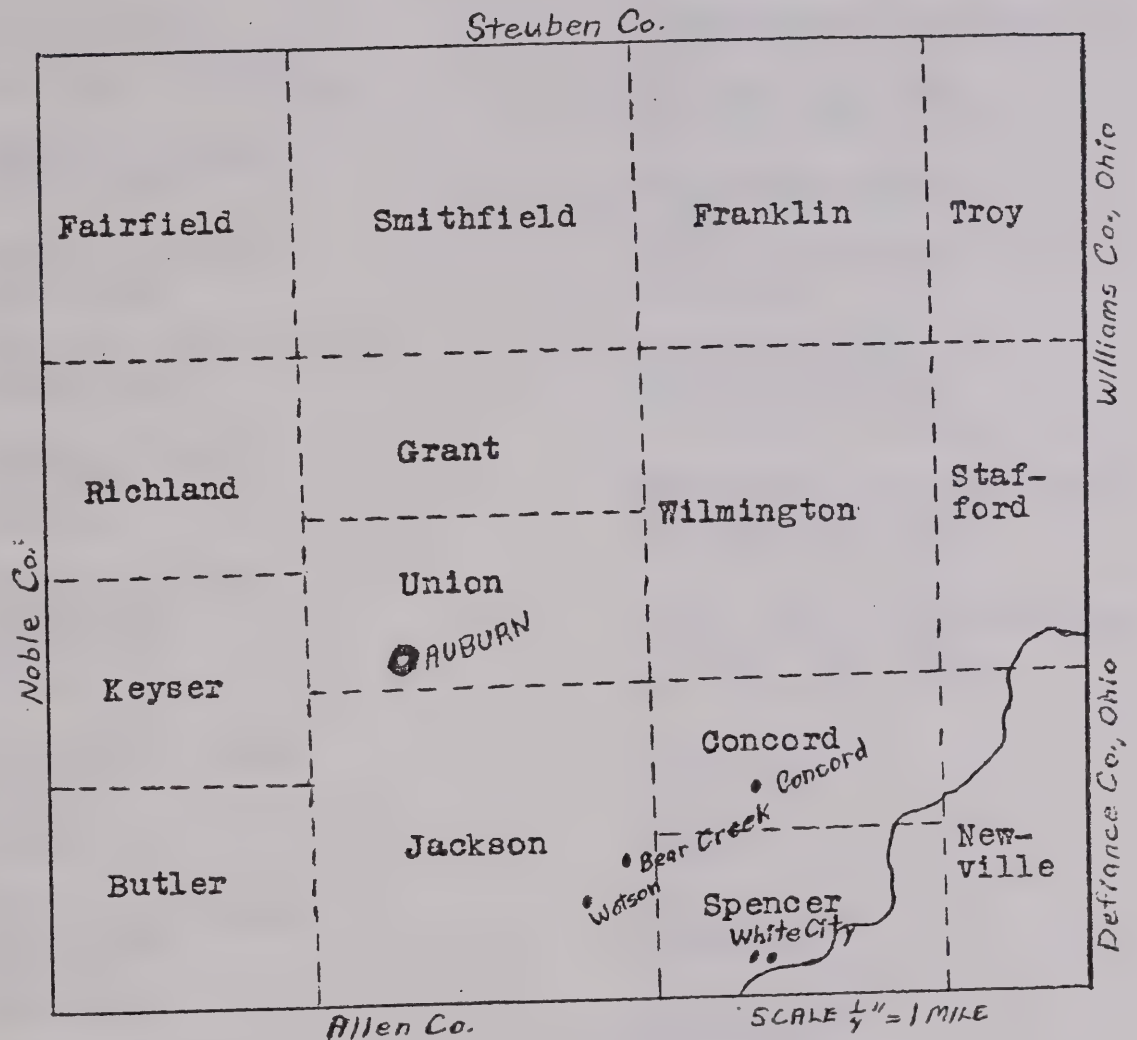 Steuben Co.
Fairfield
Smithfield
Franklin
Troy
Williams Co., Ohio
Richland
Grant
Wilmington
Staf-
ford
Noble Co.
Union
AUBURN
Keyser
Concord
Concord
Defiance Co., Ohio
Butler
Jackson
Bear Creek
Watson
Spencer
White City
New-
ville
Allen Co.
SCALE ¼" = 1 MILE